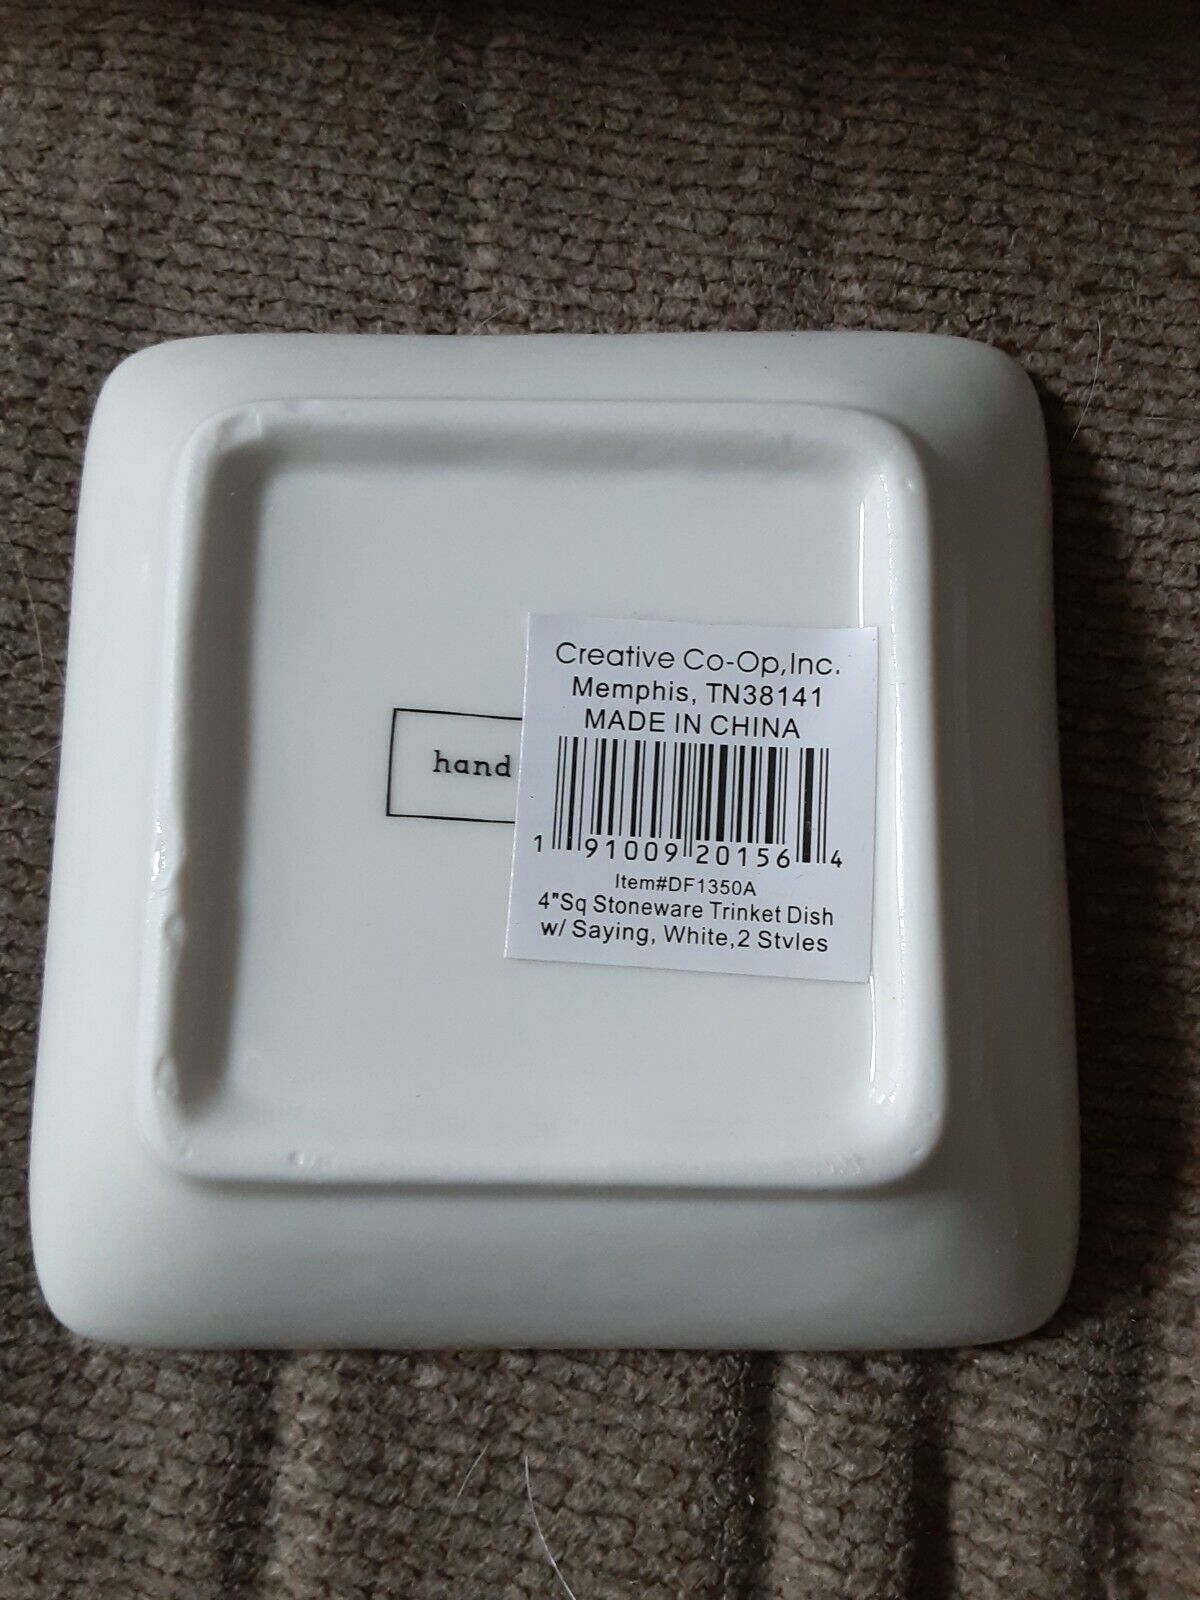 hand
Creative Co-Op,Inc.
Memphis, TN38141
MADE IN CHINA
1 91009 20156 4
Item#DF1350A
4"Sq Stoneware Trinket Dish
w/ Saying, White,2 Styles